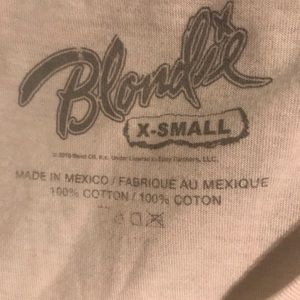 Blondie
X-SMALL
MADE IN MEXICO / FABRIQUE AU MEXIQUE
100% COTTON / 100% COTON